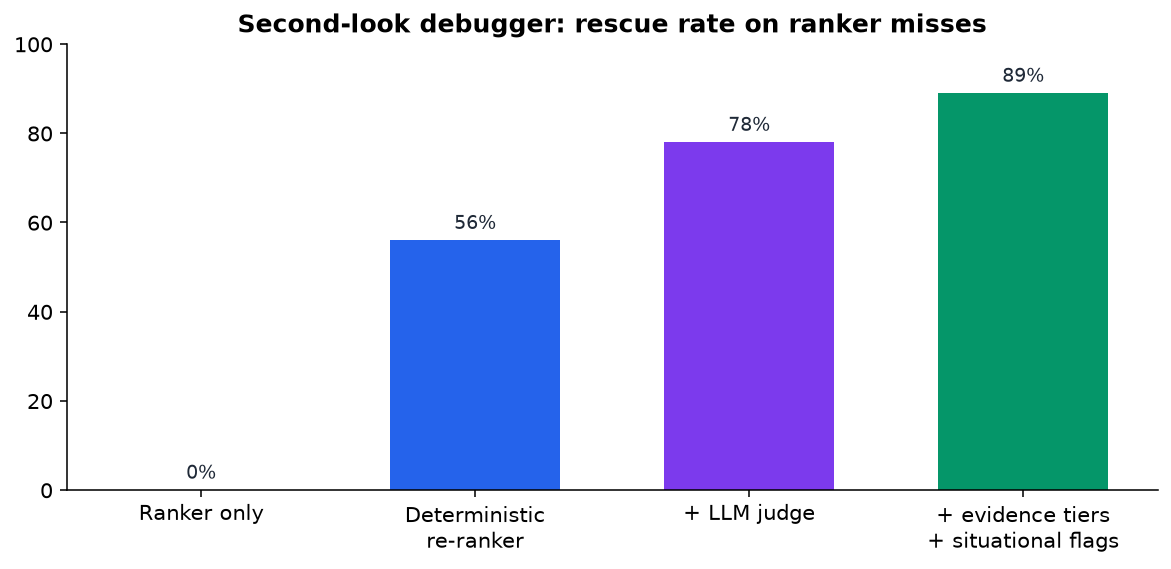 Second-look debugger: rescue rate on ranker misses
100
80
60
40
20
0
0%
56%
78%
89%
Ranker only
Deterministic
re-ranker
+ LLM judge
+ evidence tiers
+ situational flags